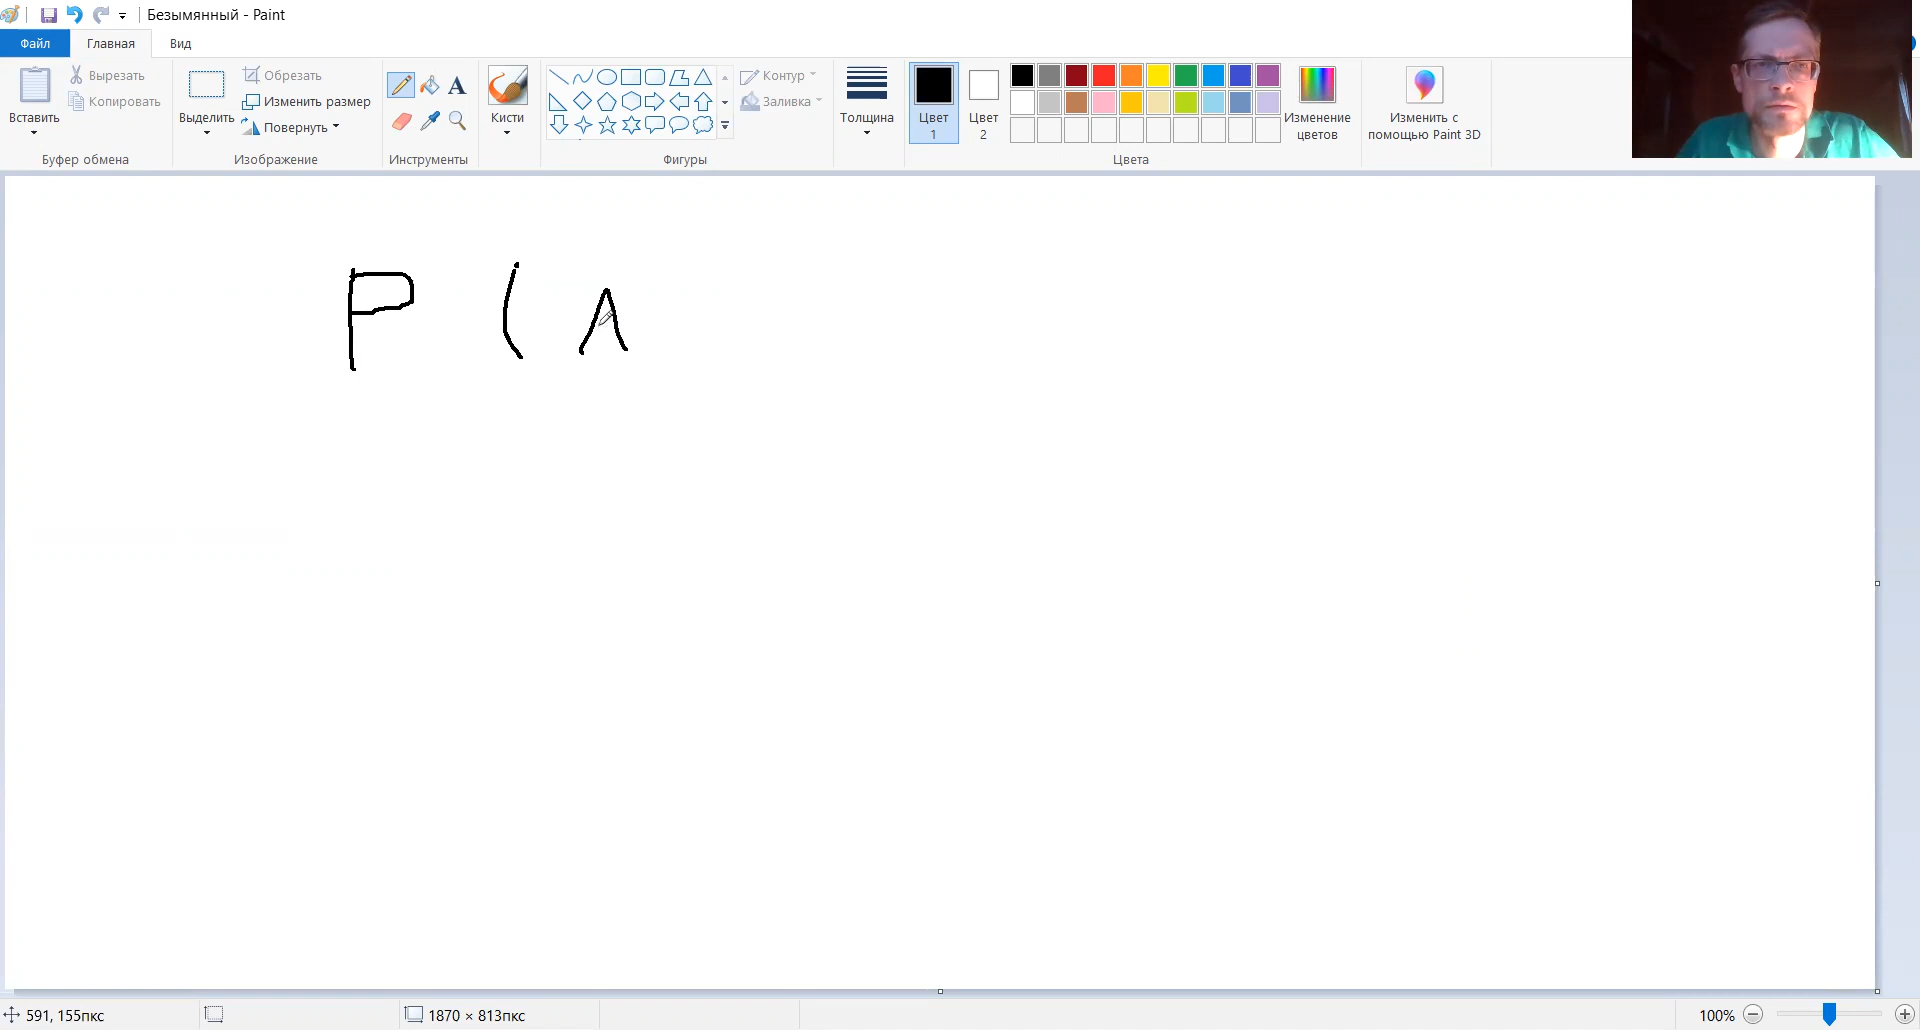 Безымянный - Paint
Файл Главная Вид
Вставить
Вырезать
Копировать
Буфер обмена
Выделить
Обрезать
Изменить размер
Повернуть
Изображение
A
Инструменты
Кисти
Контур
Заливка
Фигуры
Толщина
Цвет 1
Цвет 2
Изменение цветов
Цвета
Изменить с помощью Paint 3D
P (
591, 155пкс 1870 × 813пкс 100%